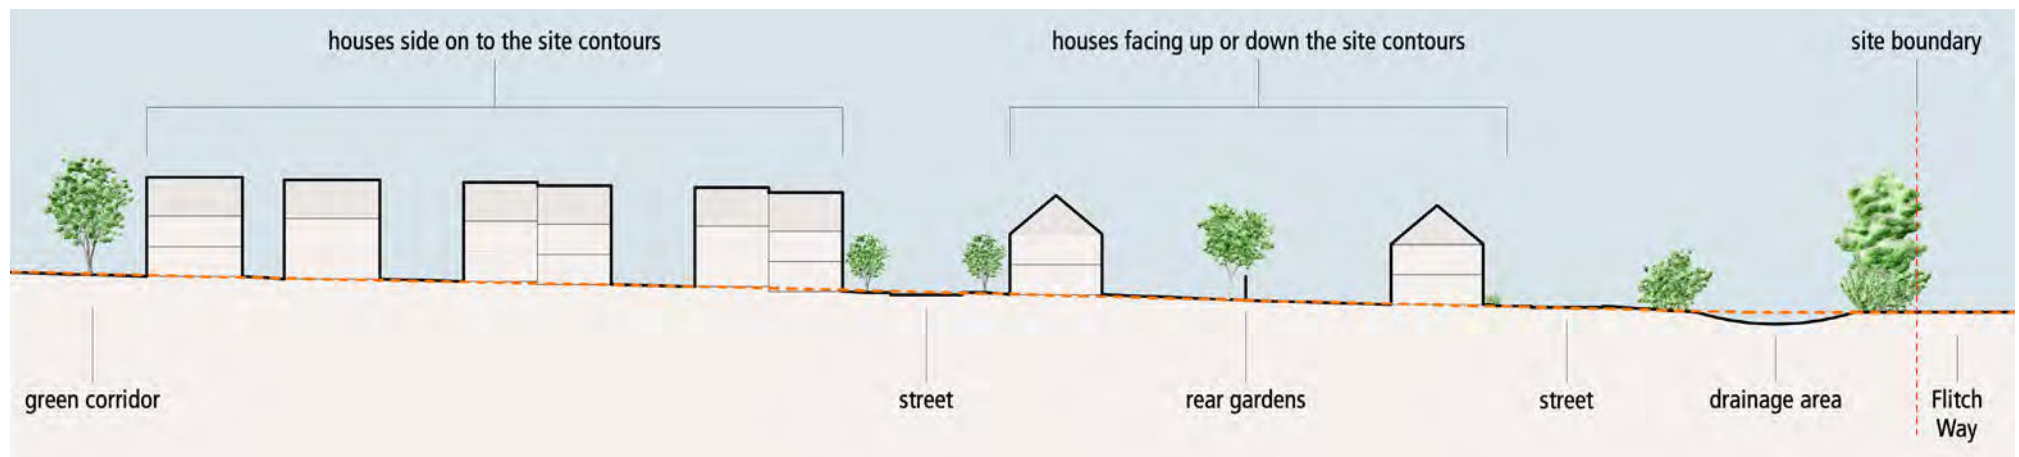 houses side on to the site contours
houses facing up or down the site contours
site boundary
green corridor
street
rear gardens
street
drainage area
Flitch
Way